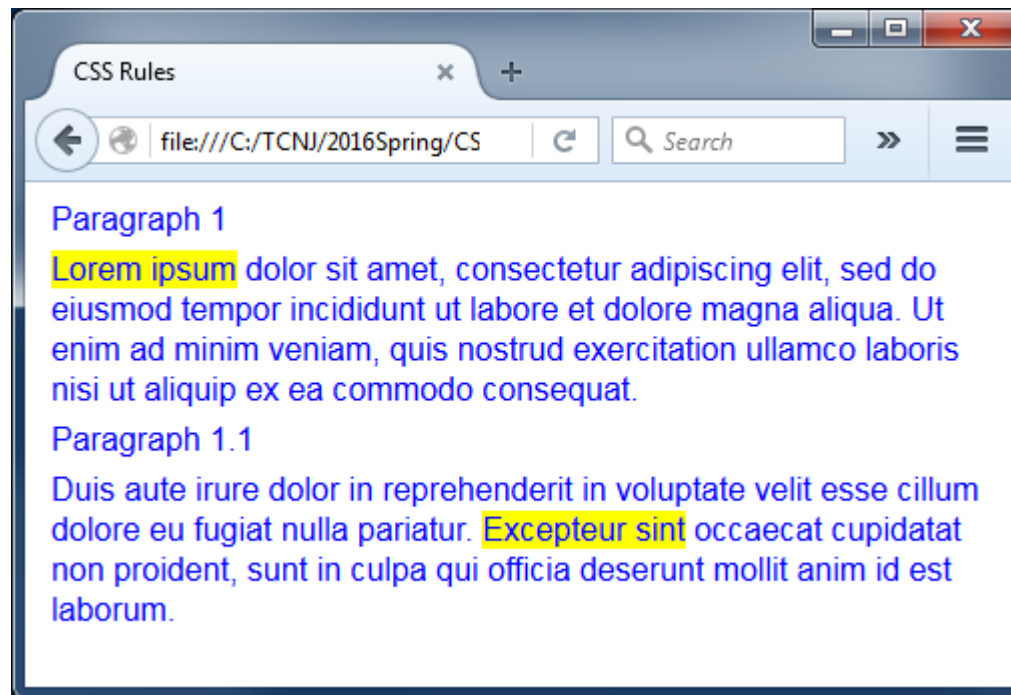 CSS Rules
file:///C:/TCNJ/2016Spring/CS
Search
Paragraph 1
Lorem ipsum dolor sit amet, consectetur adipiscing elit, sed do
eiusmod tempor incididunt ut labore et dolore magna aliqua. Ut
enim ad minim veniam, quis nostrud exercitation ullamco laboris
nisi ut aliquip ex ea commodo consequat.
Paragraph 1.1
Duis aute irure dolor in reprehenderit in voluptate velit esse cillum
dolore eu fugiat nulla pariatur. Excepteur sint occaecat cupidatat
non proident, sunt in culpa qui officia deserunt mollit anim id est
laborum.